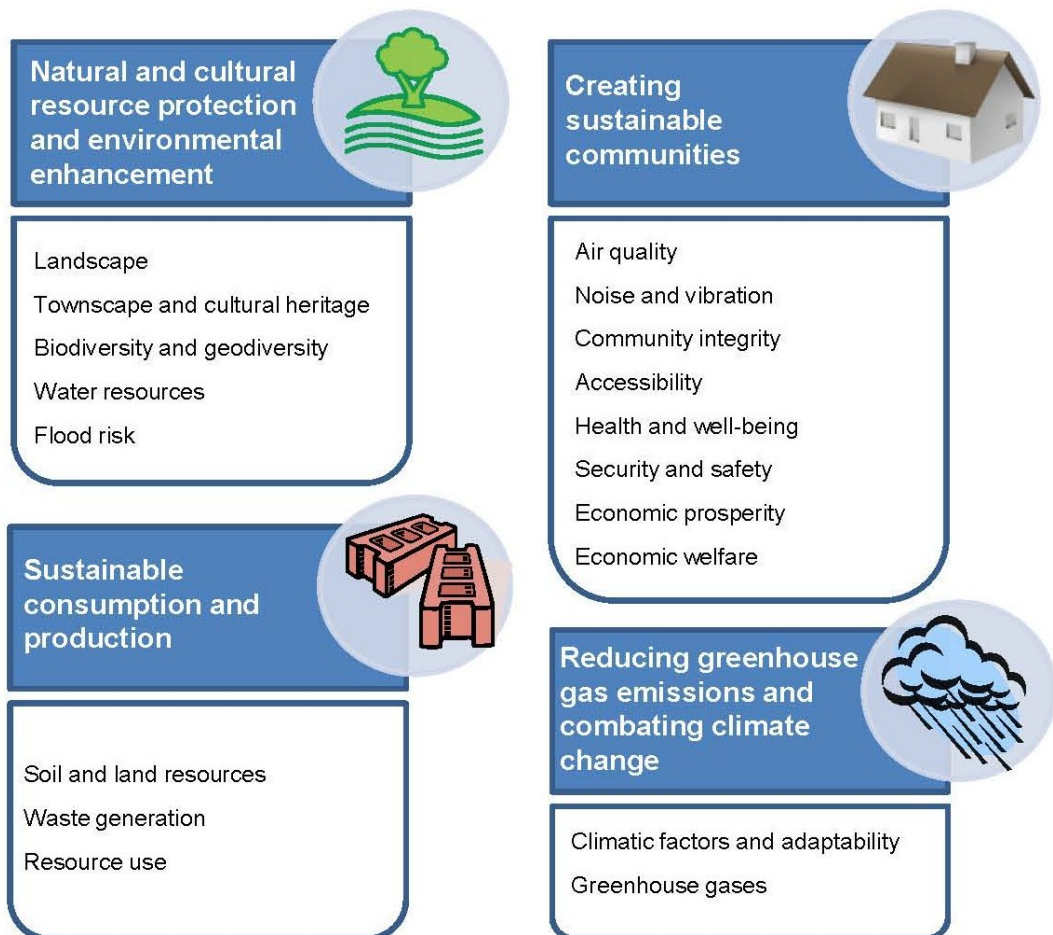 Natural and cultural
resource protection
and environmental
enhancement
Landscape
Townscape and cultural heritage
Biodiversity and geodiversity
Water resources
Flood risk
Creating
sustainable
communities
Air quality
Noise and vibration
Community integrity
Accessibility
Health and well-being
Security and safety
Economic prosperity
Economic welfare
Sustainable
consumption and
production
Soil and land resources
Waste generation
Resource use
Reducing greenhouse
gas emissions and
combating climate
change
Climatic factors and adaptability
Greenhouse gases